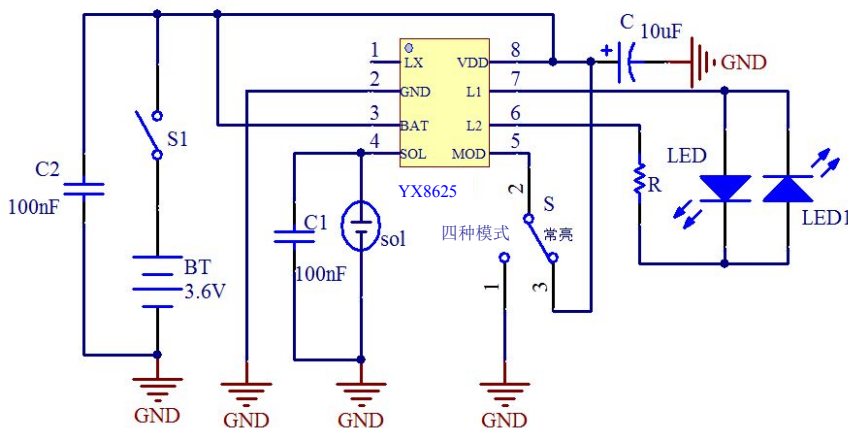 C
10uF
GND
1
LX
VDD
8
2
GND
L1
7
3
BAT
L2
6
4
SOL
MOD
5
YX8625
S1
C2
100nF
BT
3.6V
C1
100nF
sol
四种模式
S
常亮
2
1
3
R
LED
LED1
GND
GND
GND
GND